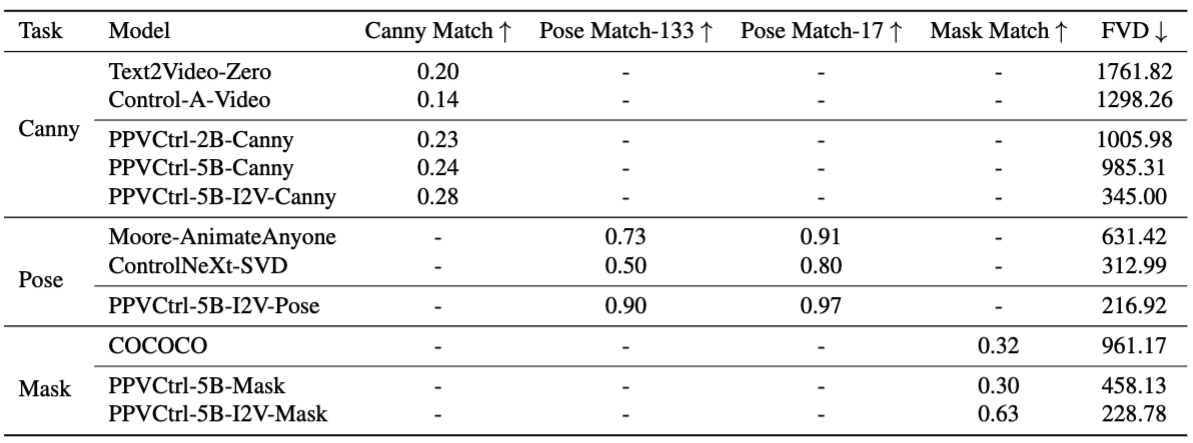 Task Model Canny Match ↑ Pose Match-133 ↑ Pose Match-17 ↑ Mask Match ↑ FVD ↓
Text2Video-Zero 0.20 - - - 1761.82
Control-A-Video 0.14 - - - 1298.26
Canny
PPVCtrl-2B-Canny 0.23 - - - 1005.98
PPVCtrl-5B-Canny 0.24 - - - 985.31
PPVCtrl-5B-I2V-Canny 0.28 - - - 345.00
Moore-AnimateAnyone - 0.73 0.91 - 631.42
ControlNeXt-SVD - 0.50 0.80 - 312.99
Pose
PPVCtrl-5B-I2V-Pose - 0.90 0.97 - 216.92
COCOCO - - - 0.32 961.17
Mask PPVCtrl-5B-Mask - - - 0.30 458.13
PPVCtrl-5B-I2V-Mask - - - 0.63 228.78